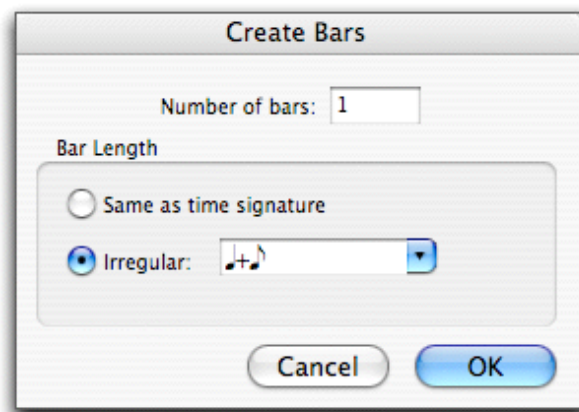 Create Bars
Number of bars: 1
Bar Length
Same as time signature
Irregular: ♩+♪
Cancel OK